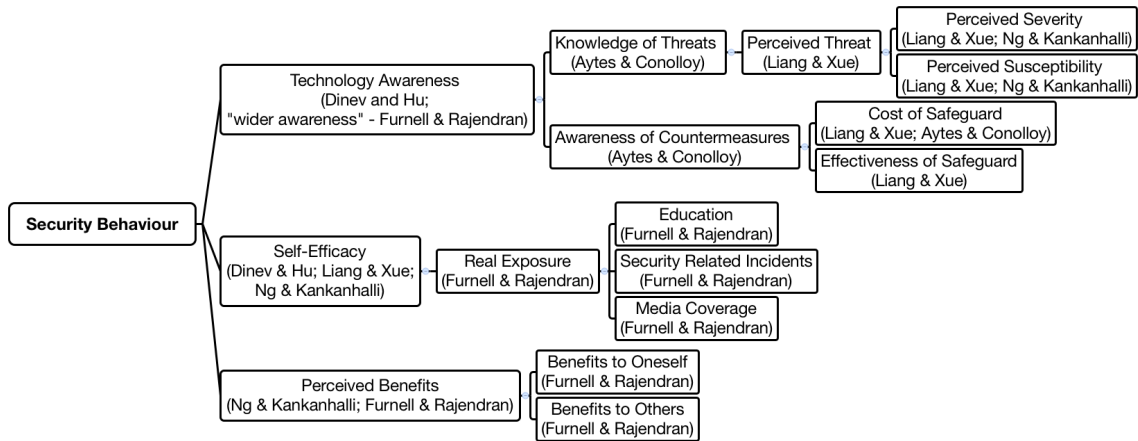 Security Behaviour
Technology Awareness
(Dinev and Hu;
"wider awareness" - Furnell & Rajendran)
Knowledge of Threats
(Aytes & Conolloy)
Perceived Threat
(Liang & Xue)
Perceived Severity
(Liang & Xue; Ng & Kankanhalli)
Perceived Susceptibility
(Liang & Xue; Ng & Kankanhalli)
Awareness of Countermeasures
(Aytes & Conolloy)
Cost of Safeguard
(Liang & Xue; Aytes & Conolloy)
Effectiveness of Safeguard
(Liang & Xue)
Self-Efficacy
(Dinev & Hu; Liang & Xue;
Ng & Kankanhalli)
Real Exposure
(Furnell & Rajendran)
Education
(Furnell & Rajendran)
Security Related Incidents
(Furnell & Rajendran)
Media Coverage
(Furnell & Rajendran)
Perceived Benefits
(Ng & Kankanhalli; Furnell & Rajendran)
Benefits to Oneself
(Furnell & Rajendran)
Benefits to Others
(Furnell & Rajendran)